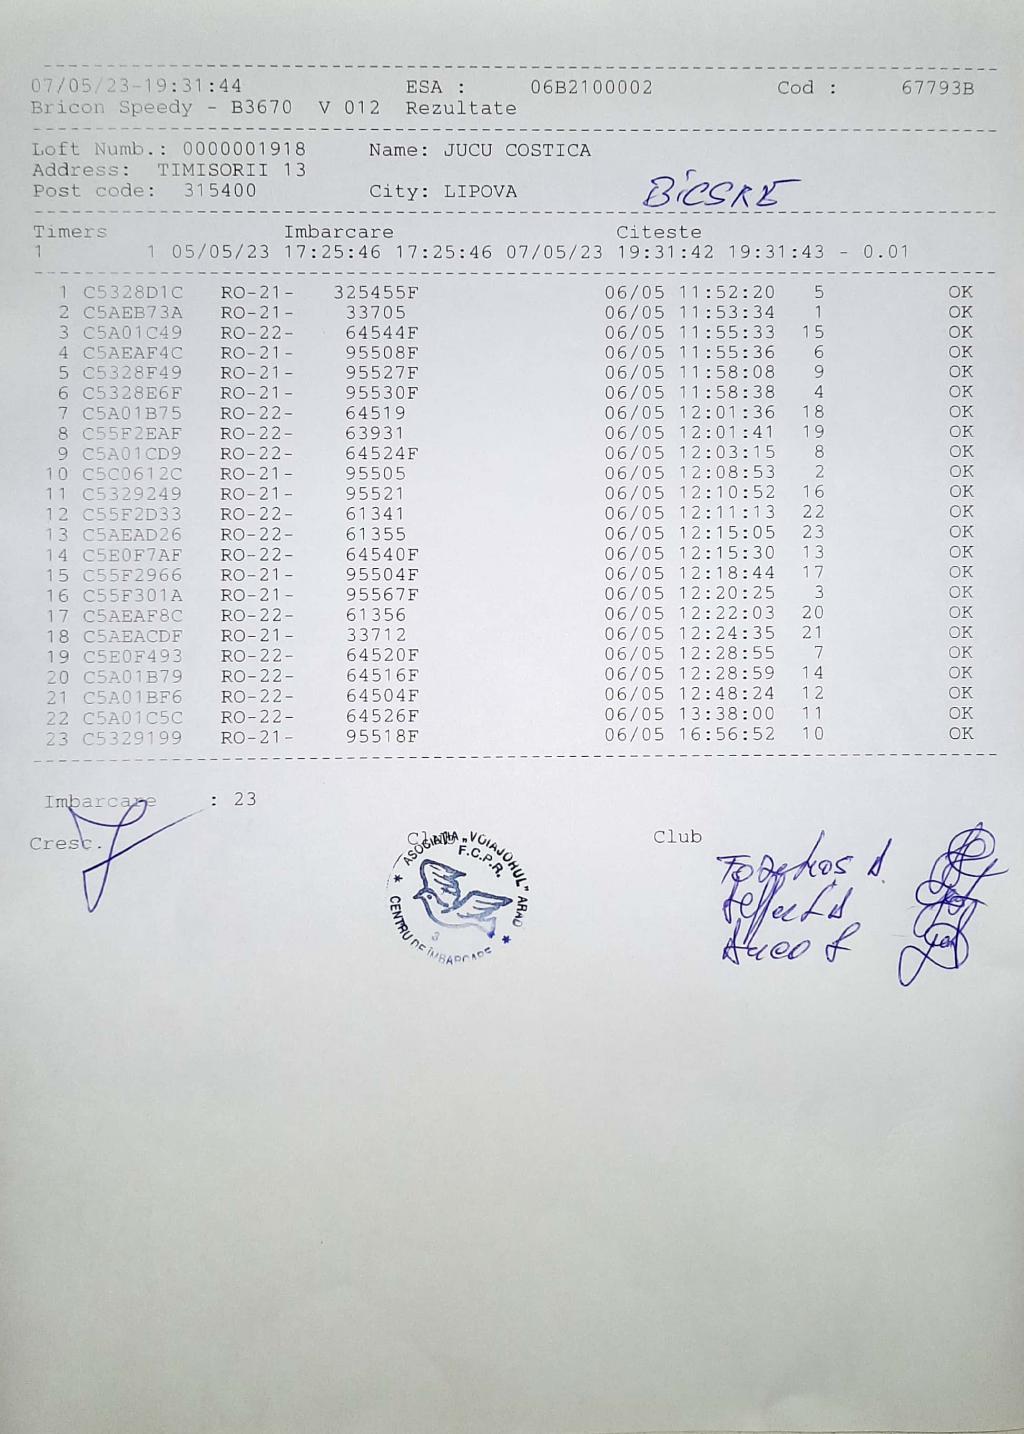 07/05/23-19:31:44 ESA : 06B2100002 Cod : 67793B
Bricon Speedy - B3670 V 012 Rezultate
Loft Numb.: 0000001918 Name: JUCU COSTICA
Address: TIMISORII 13
Post code: 315400 City: LIPOVA
BiCSKE
Timers Imbarcare Citeste
1 1 05/05/23 17:25:46 17:25:46 07/05/23 19:31:42 19:31:43 - 0.01
1 C5328D1C RO-21- 325455F 06/05 11:52:20 5 OK
2 C5AEB73A RO-21- 33705 06/05 11:53:34 1 OK
3 C5A01C49 RO-22- 64544F 06/05 11:55:33 15 OK
4 C5AEAF4C RO-21- 95508F 06/05 11:55:36 6 OK
5 C5328F49 RO-21- 95527F 06/05 11:58:08 9 OK
6 C5328E6F RO-21- 95530F 06/05 11:58:38 4 OK
7 C5A01B75 RO-22- 64519 06/05 12:01:36 18 OK
8 C55F2EAF RO-22- 63931 06/05 12:01:41 19 OK
9 C5A01CD9 RO-22- 64524F 06/05 12:03:15 8 OK
10 C5C0612C RO-21- 95505 06/05 12:08:53 2 OK
11 C5329249 RO-21- 95521 06/05 12:10:52 16 OK
12 C55F2D33 RO-22- 61341 06/05 12:11:13 22 OK
13 C5AEAD26 RO-22- 61355 06/05 12:15:05 23 OK
14 C5E0F7AF RO-22- 64540F 06/05 12:15:30 13 OK
15 C55F2966 RO-21- 95504F 06/05 12:18:44 17 OK
16 C55F301A RO-21- 95567F 06/05 12:20:25 3 OK
17 C5AEAF8C RO-22- 61356 06/05 12:22:03 20 OK
18 C5AEACDF RO-21- 33712 06/05 12:24:35 21 OK
19 C5E0F493 RO-22- 64520F 06/05 12:28:55 7 OK
20 C5A01B79 RO-22- 64516F 06/05 12:28:59 14 OK
21 C5A01BF6 RO-22- 64504F 06/05 12:48:24 12 OK
22 C5A01C5C RO-22- 64526F 06/05 13:38:00 11 OK
23 C5329199 RO-21- 95518F 06/05 16:56:52 10 OK
Imbarcare : 23
Cresc. Club
ASOCIAȚIA „VOIAJORUL" ARAD
F.C.P.R.
3
CENTRU DE ÎMBARCARE